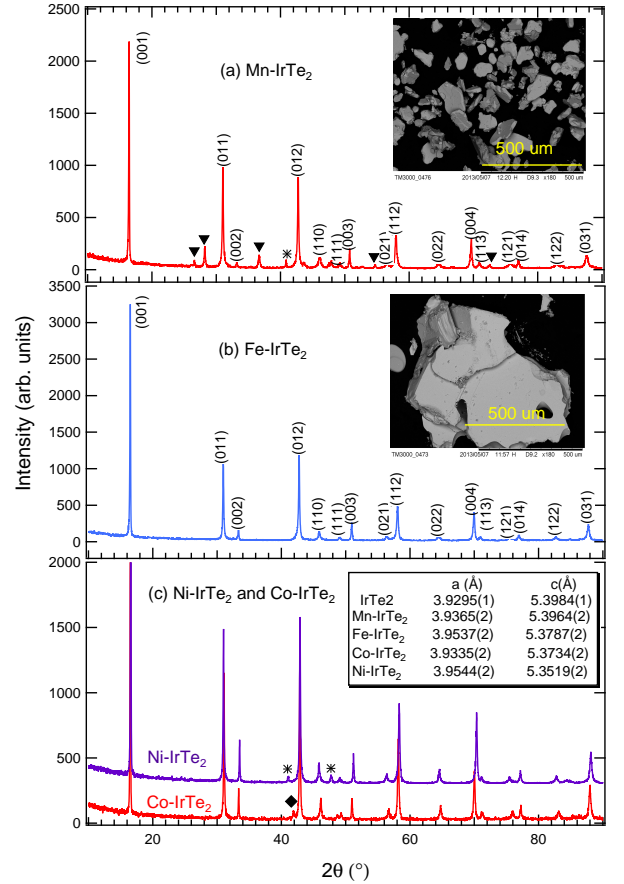 Intensity (arb. units)
2500
2000
1500
1000
500
0
(a) Mn-IrTe₂
(001)
(011)
(002)
(012)
(110)
(111)
(003)
(021)
(112)
(022)
(004)
(113)
(121)
(014)
(122)
(031)
500 um
TM3000_0476 2013/05/07 12.20 H D9.3 x180 500 um
3500
3000
2500
2000
1500
1000
500
0
(b) Fe-IrTe₂
(001)
(011)
(002)
(012)
(110)
(111)
(003)
(021)
(112)
(022)
(004)
(113)
(121)
(014)
(122)
(031)
500 um
TM3000_0473 2013/05/07 11.57 H D9.2 x180 500 um
2000
1500
1000
500
0
(c) Ni-IrTe₂ and Co-IrTe₂
a (Å) c(Å)
IrTe2 3.9295(1) 5.3984(1)
Mn-IrTe₂ 3.9365(2) 5.3964(2)
Fe-IrTe₂ 3.9537(2) 5.3787(2)
Co-IrTe₂ 3.9335(2) 5.3734(2)
Ni-IrTe₂ 3.9544(2) 5.3519(2)
Ni-IrTe₂
Co-IrTe₂
20 40 60 80
2θ (°)